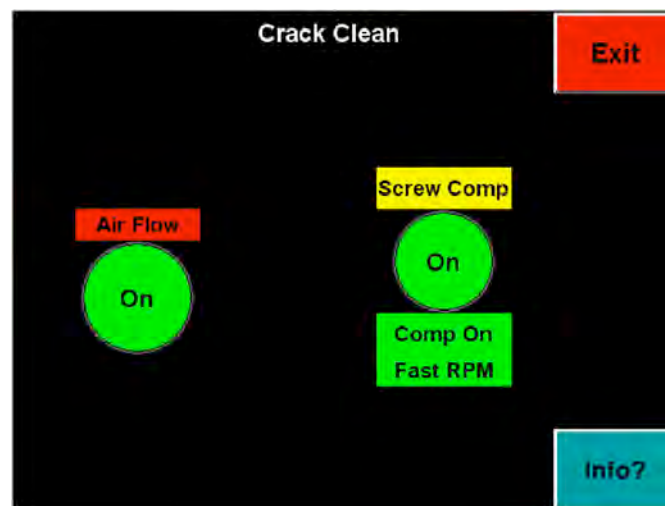 Crack Clean
Exit
Screw Comp
Air Flow
On
On
Comp On
Fast RPM
Info?